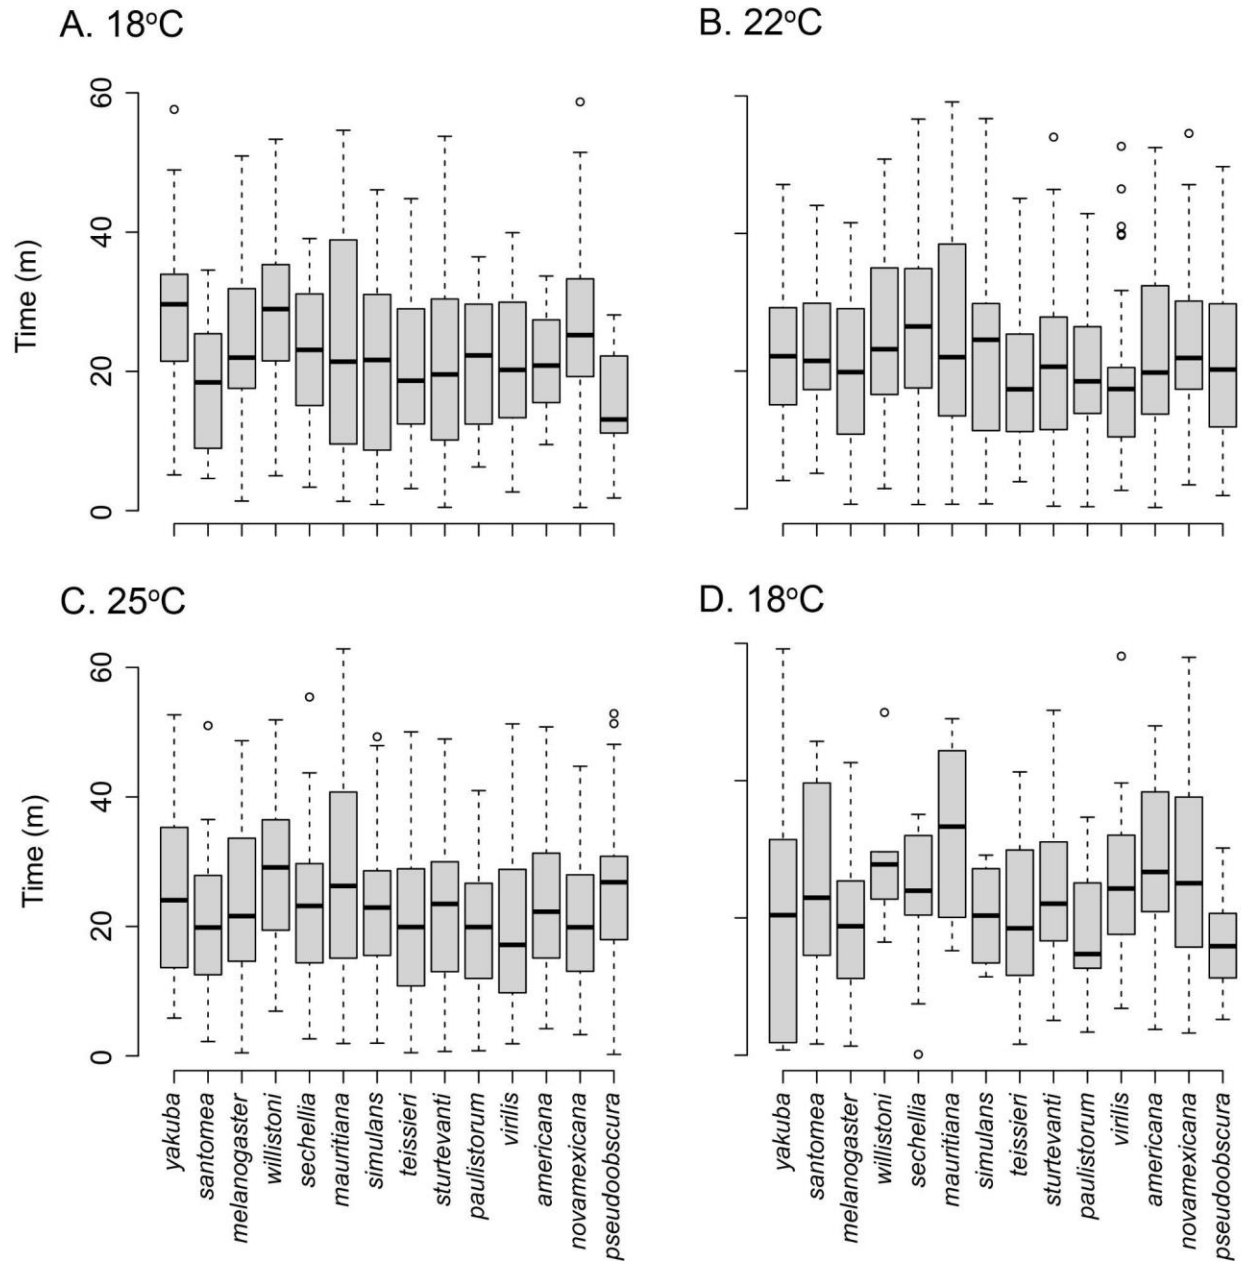 A. 18°C
B. 22°C
Time (m)
60
40
20
0
C. 25°C
D. 18°C
Time (m)
60
40
20
0
yakuba
santomea
melanogaster
willistoni
sechellia
mauritiana
simulans
teissieri
sturtevanti
paulistorum
virilis
americana
novamexicana
pseudoobscura
yakuba
santomea
melanogaster
willistoni
sechellia
mauritiana
simulans
teissieri
sturtevanti
paulistorum
virilis
americana
novamexicana
pseudoobscura